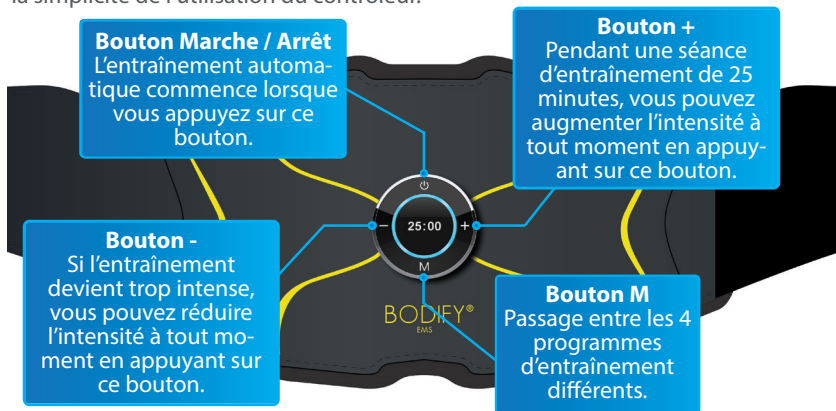 la simplicité de l'utilisation du contrôleur.
Bouton Marche / Arrêt
L'entraînement automa-
tique commence lorsque
vous appuyez sur ce
bouton.
Bouton +
Pendant une séance
d'entraînement de 25
minutes, vous pouvez
augmenter l'intensité à
tout moment en appuy-
ant sur ce bouton.
Bouton -
Si l'entraînement
devient trop intense,
vous pouvez réduire
l'intensité à tout mo-
ment en appuyant sur
ce bouton.
− 25:00 +
M
BODIFY®
EMS
Bouton M
Passage entre les 4
programmes
d'entraînement
différents.